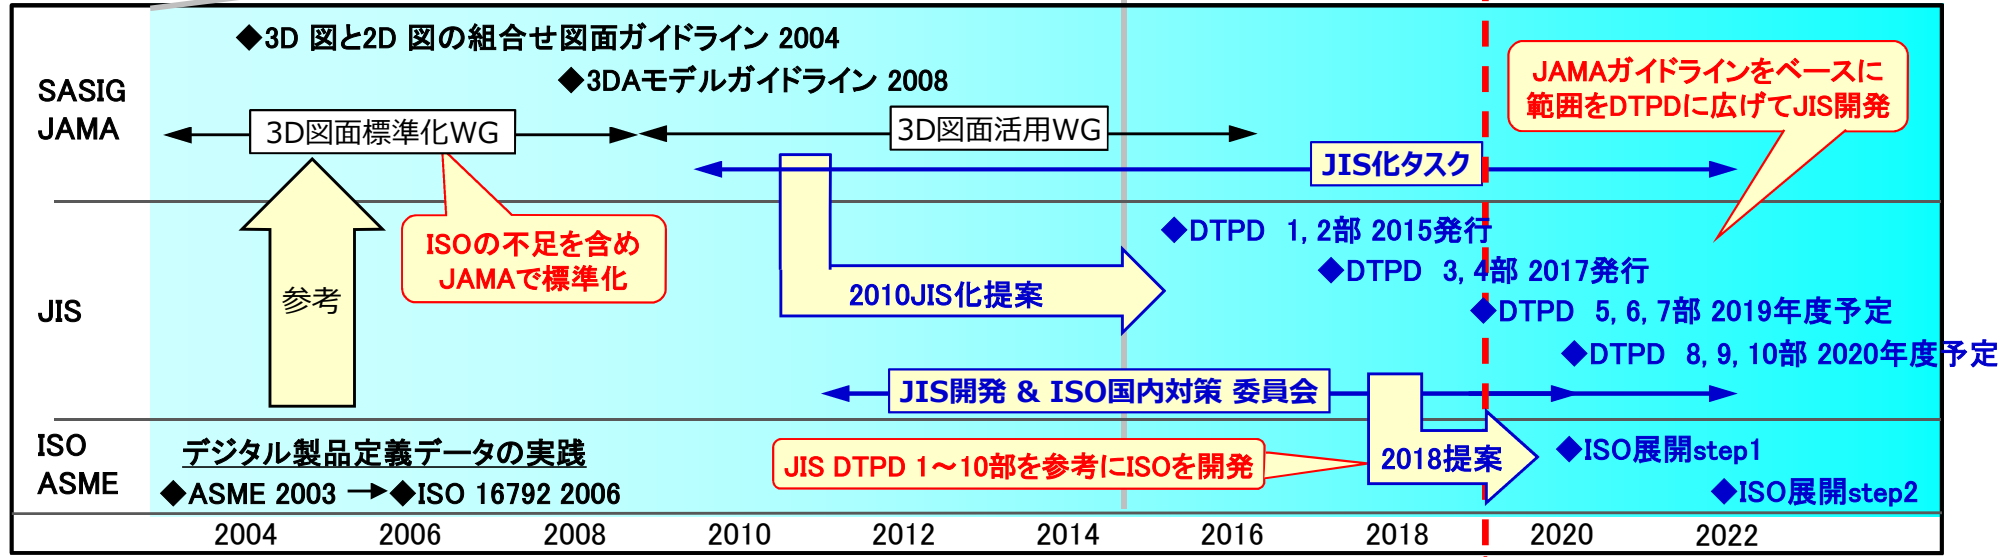 ◆3D 図と2D 図の組合せ図面ガイドライン 2004
◆3DAモデルガイドライン 2008
SASIG
JAMA
3D図面標準化WG
3D図面活用WG
JIS化タスク
JAMAガイドラインをベースに
範囲をDTPDに広げてJIS開発
ISOの不足を含め
JAMAで標準化
JIS
参考
2010JIS化提案
◆DTPD 1, 2部 2015発行
◆DTPD 3, 4部 2017発行
◆DTPD 5, 6, 7部 2019年度予定
◆DTPD 8, 9, 10部 2020年度予定
JIS開発 & ISO国内対策 委員会
ISO
ASME
デジタル製品定義データの実践
◆ASME 2003 → ◆ISO 16792 2006
JIS DTPD 1～10部を参考にISOを開発
2018提案
◆ISO展開step1
◆ISO展開step2
2004 2006 2008 2010 2012 2014 2016 2018 2020 2022